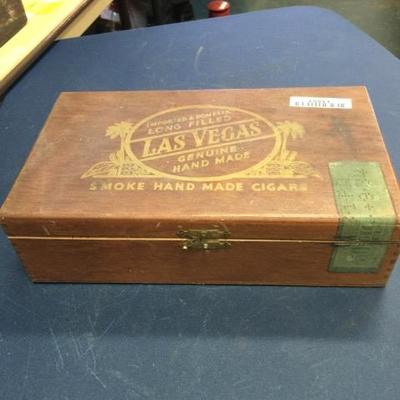 IMPORTED & DOMESTIC
LONG FILLED
LAS VEGAS
GENUINE
HAND MADE
SMOKE HAND MADE CIGARS